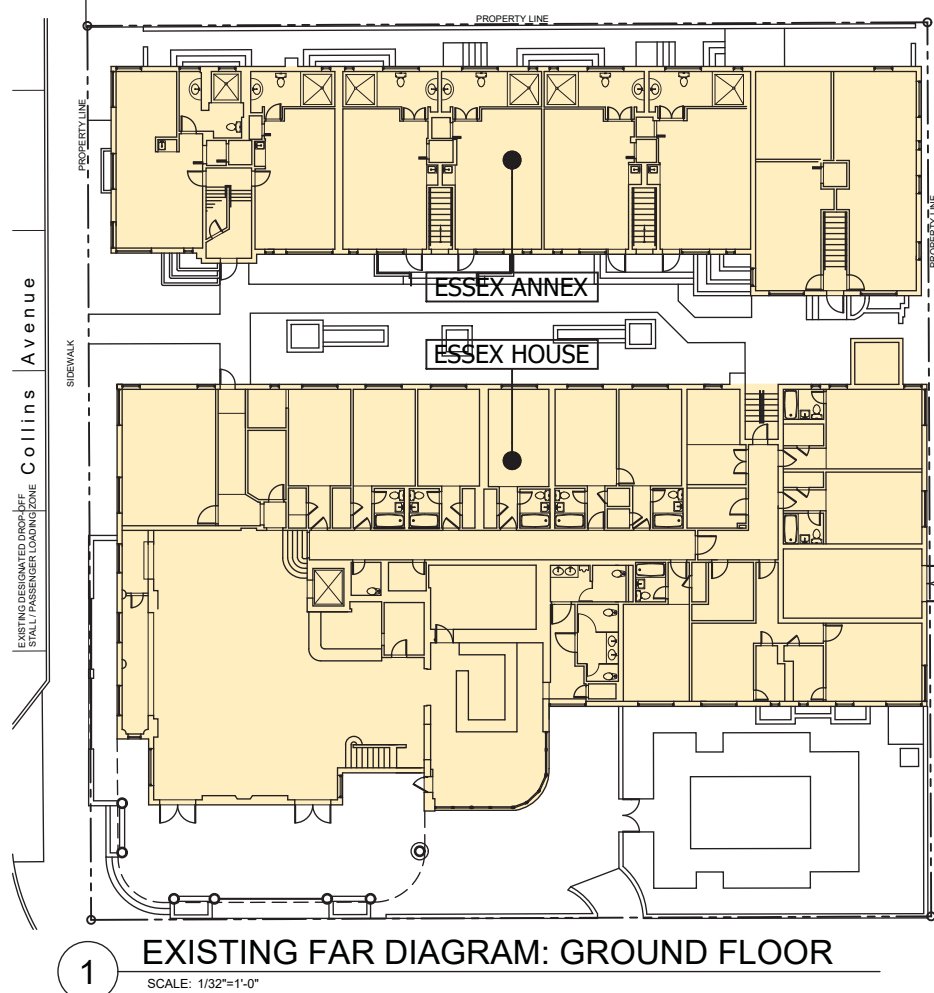 PROPERTY LINE
PROPERTY LINE
PROPERTY LINE
ESSEX ANNEX
ESSEX HOUSE
SIDEWALK
Collins Avenue
EXISTING DESIGNATED DROP-OFF
STALL / PASSENGER LOADING ZONE
1
EXISTING FAR DIAGRAM: GROUND FLOOR
SCALE: 1/32"=1'-0"